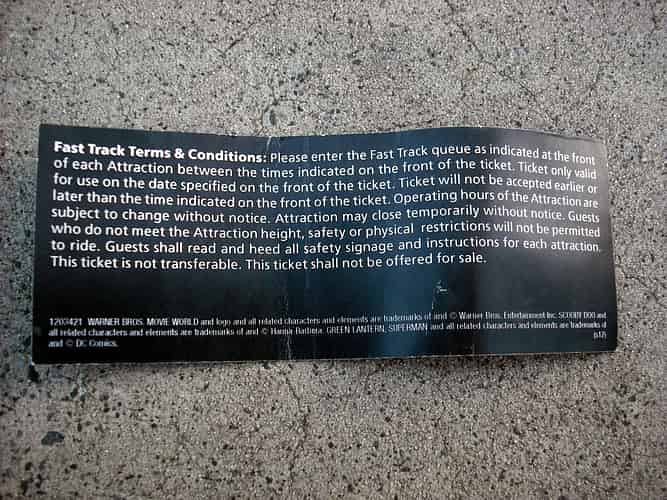 Fast Track Terms & Conditions: Please enter the Fast Track queue as indicated at the front
of each Attraction between the times indicated on the front of the ticket. Ticket only valid
for use on the date specified on the front of the ticket. Ticket will not be accepted earlier or
later than the time indicated on the front of the ticket. Operating hours of the Attraction are
subject to change without notice. Attraction may close temporarily without notice. Guests
who do not meet the Attraction height, safety or physical restrictions will not be permitted
to ride. Guests shall read and heed all safety signage and instructions for each attraction.
This ticket is not transferable. This ticket shall not be offered for sale.
1203421 WARNER BROS. MOVIE WORLD and logo and all related characters and elements are trademarks of and © Warner Bros. Entertainment Inc. SCOOBY DOO and
all related characters and elements are trademarks of and © Hanna Barbera. GREEN LANTERN, SUPERMAN and all related characters and elements are trademarks of
and © DC Comics.
(s12)